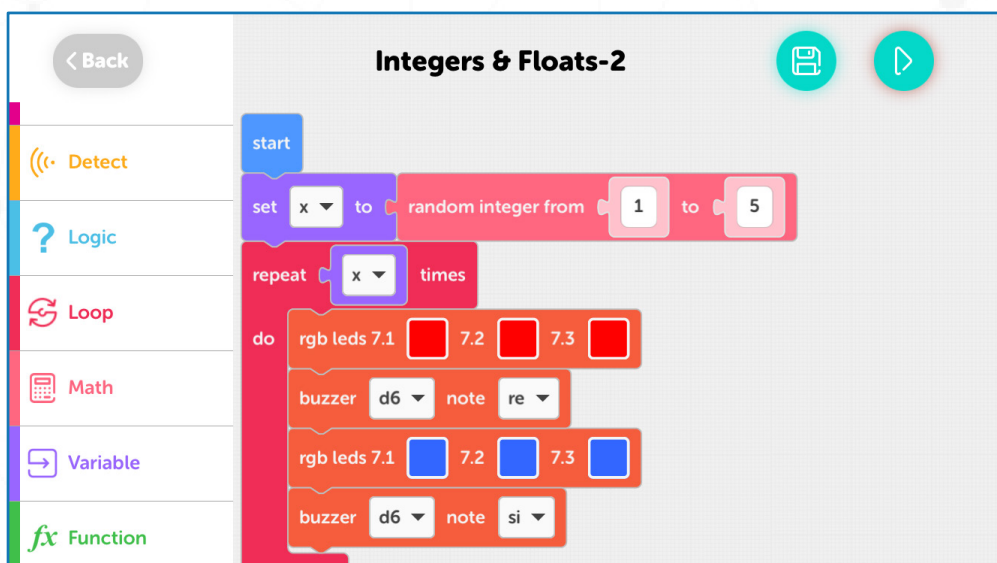 Back
Integers & Floats-2
Detect
Logic
Loop
Math
Variable
fx Function
start
set x to random integer from 1 to 5
repeat x times
do rgb leds 7.1 7.2 7.3
buzzer d6 note re
rgb leds 7.1 7.2 7.3
buzzer d6 note si